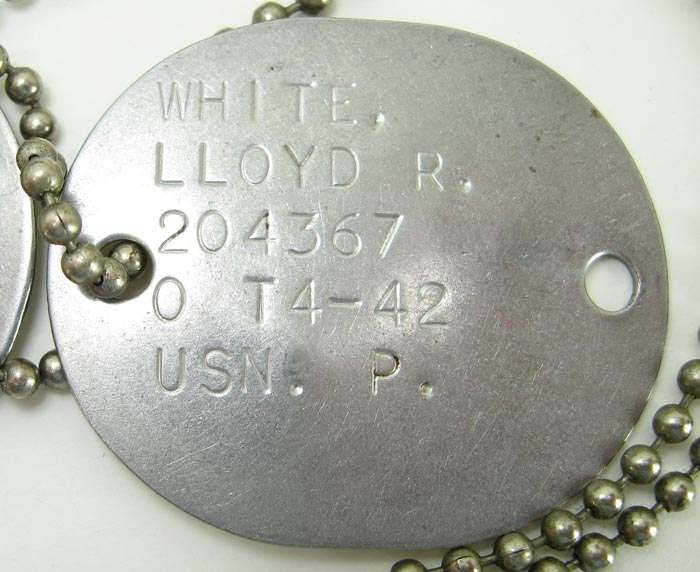 WHITE.
LLOYD R.
204367
O T4-42
USN. P.